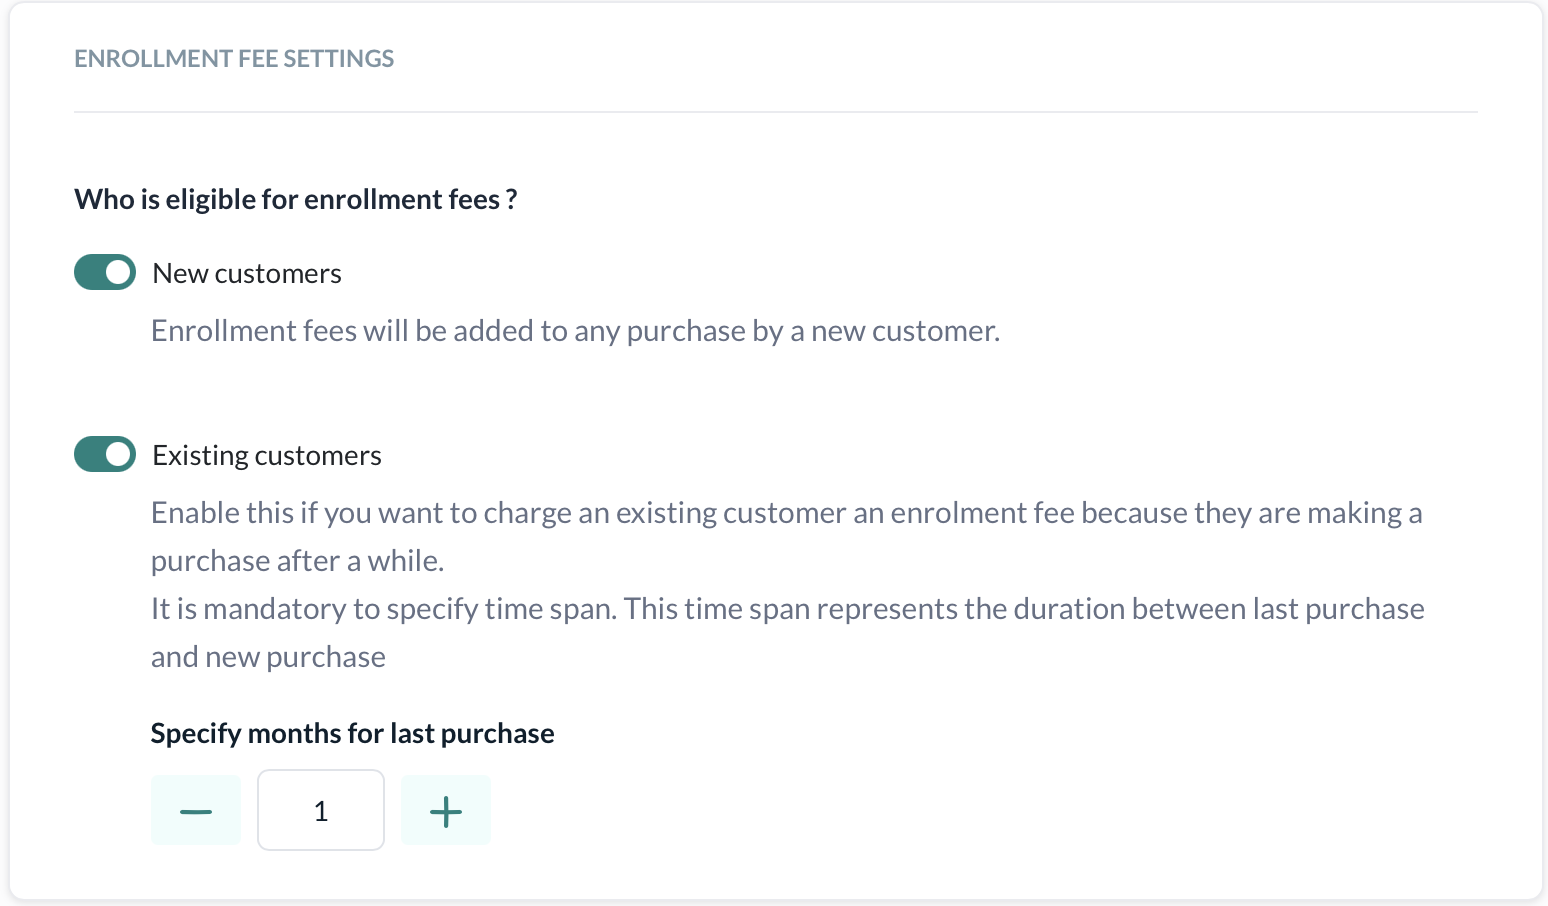 ENROLLMENT FEE SETTINGS
Who is eligible for enrollment fees ?
New customers
Enrollment fees will be added to any purchase by a new customer.
Existing customers
Enable this if you want to charge an existing customer an enrolment fee because they are making a
purchase after a while.
It is mandatory to specify time span. This time span represents the duration between last purchase
and new purchase
Specify months for last purchase
1